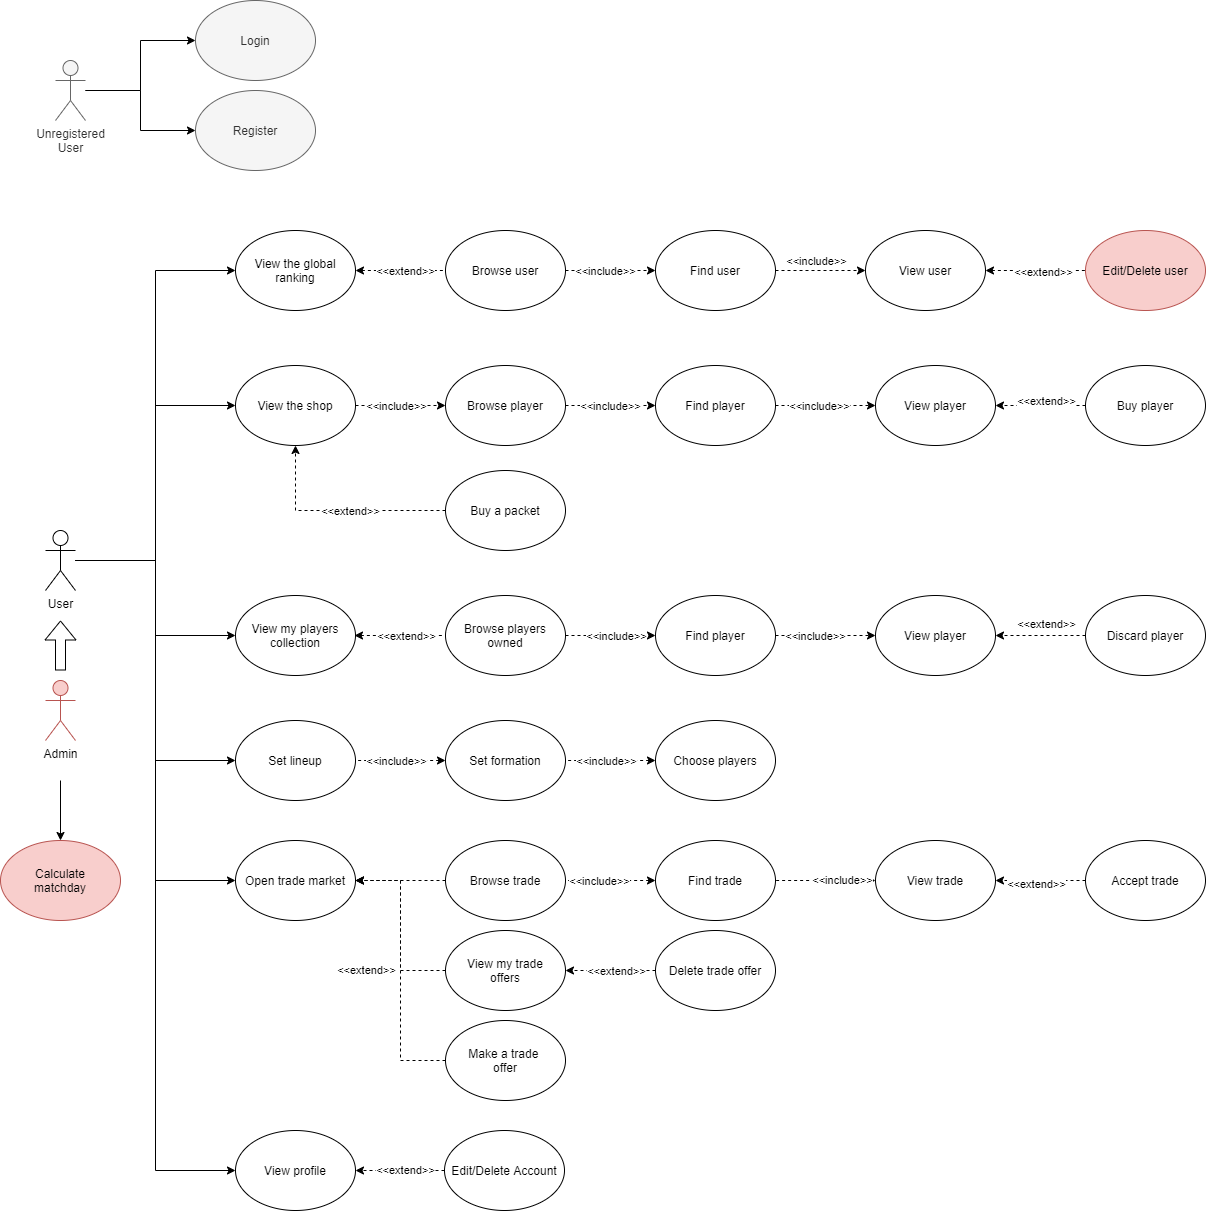 Login
Unregistered
User
Register
View the global
ranking
<<extend>>
Browse user
<<include>>
Find user
<<include>>
View user
<<extend>>
Edit/Delete user
View the shop
<<include>>
Browse player
<<include>>
Find player
<<include>>
View player
<<extend>>
Buy player
<<extend>>
Buy a packet
User
View my players
collection
<<extend>>
Browse players
owned
<<include>>
Find player
<<include>>
View player
<<extend>>
Discard player
Admin
Set lineup
<<include>>
Set formation
<<include>>
Choose players
Calculate
matchday
Open trade market
Browse trade
<<include>>
Find trade
<<include>>
View trade
<<extend>>
Accept trade
<<extend>>
View my trade
offers
<<extend>>
Delete trade offer
Make a trade
offer
View profile
<<extend>>
Edit/Delete Account